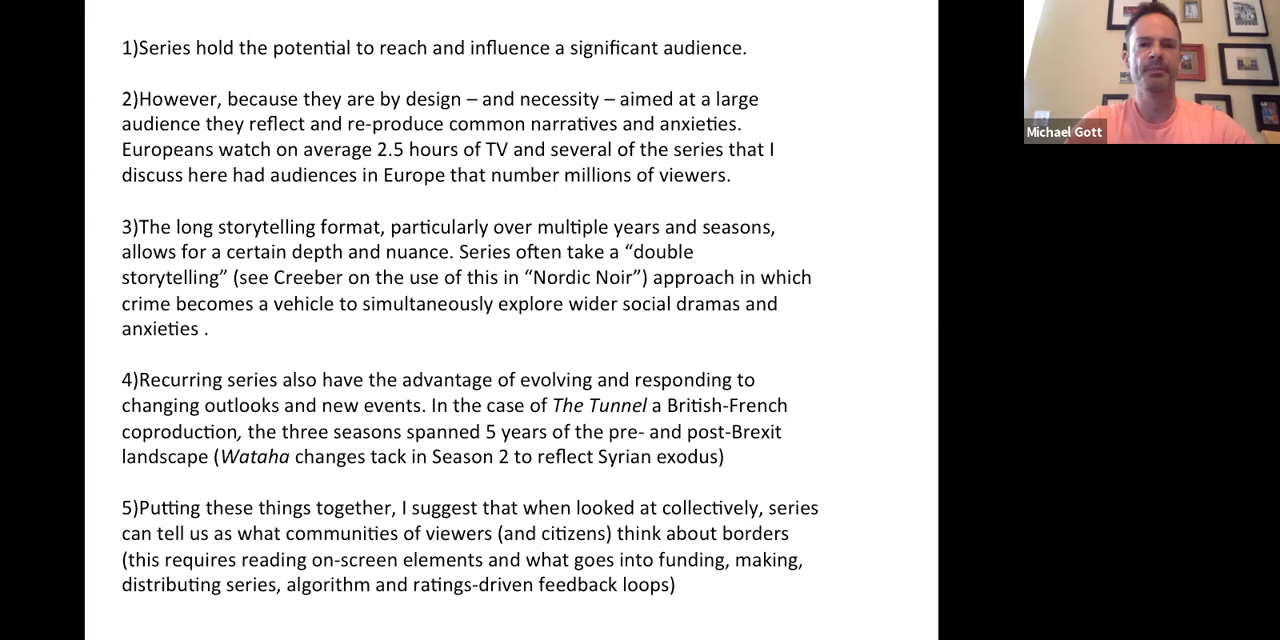 1)Series hold the potential to reach and influence a significant audience.
2)However, because they are by design – and necessity – aimed at a large
audience they reflect and re-produce common narratives and anxieties.
Europeans watch on average 2.5 hours of TV and several of the series that I
discuss here had audiences in Europe that number millions of viewers.
3)The long storytelling format, particularly over multiple years and seasons,
allows for a certain depth and nuance. Series often take a “double
storytelling” (see Creeber on the use of this in “Nordic Noir”) approach in which
crime becomes a vehicle to simultaneously explore wider social dramas and
anxieties .
4)Recurring series also have the advantage of evolving and responding to
changing outlooks and new events. In the case of The Tunnel a British-French
coproduction, the three seasons spanned 5 years of the pre- and post-Brexit
landscape (Wataha changes tack in Season 2 to reflect Syrian exodus)
5)Putting these things together, I suggest that when looked at collectively, series
can tell us as what communities of viewers (and citizens) think about borders
(this requires reading on-screen elements and what goes into funding, making,
distributing series, algorithm and ratings-driven feedback loops)
Michael Gott